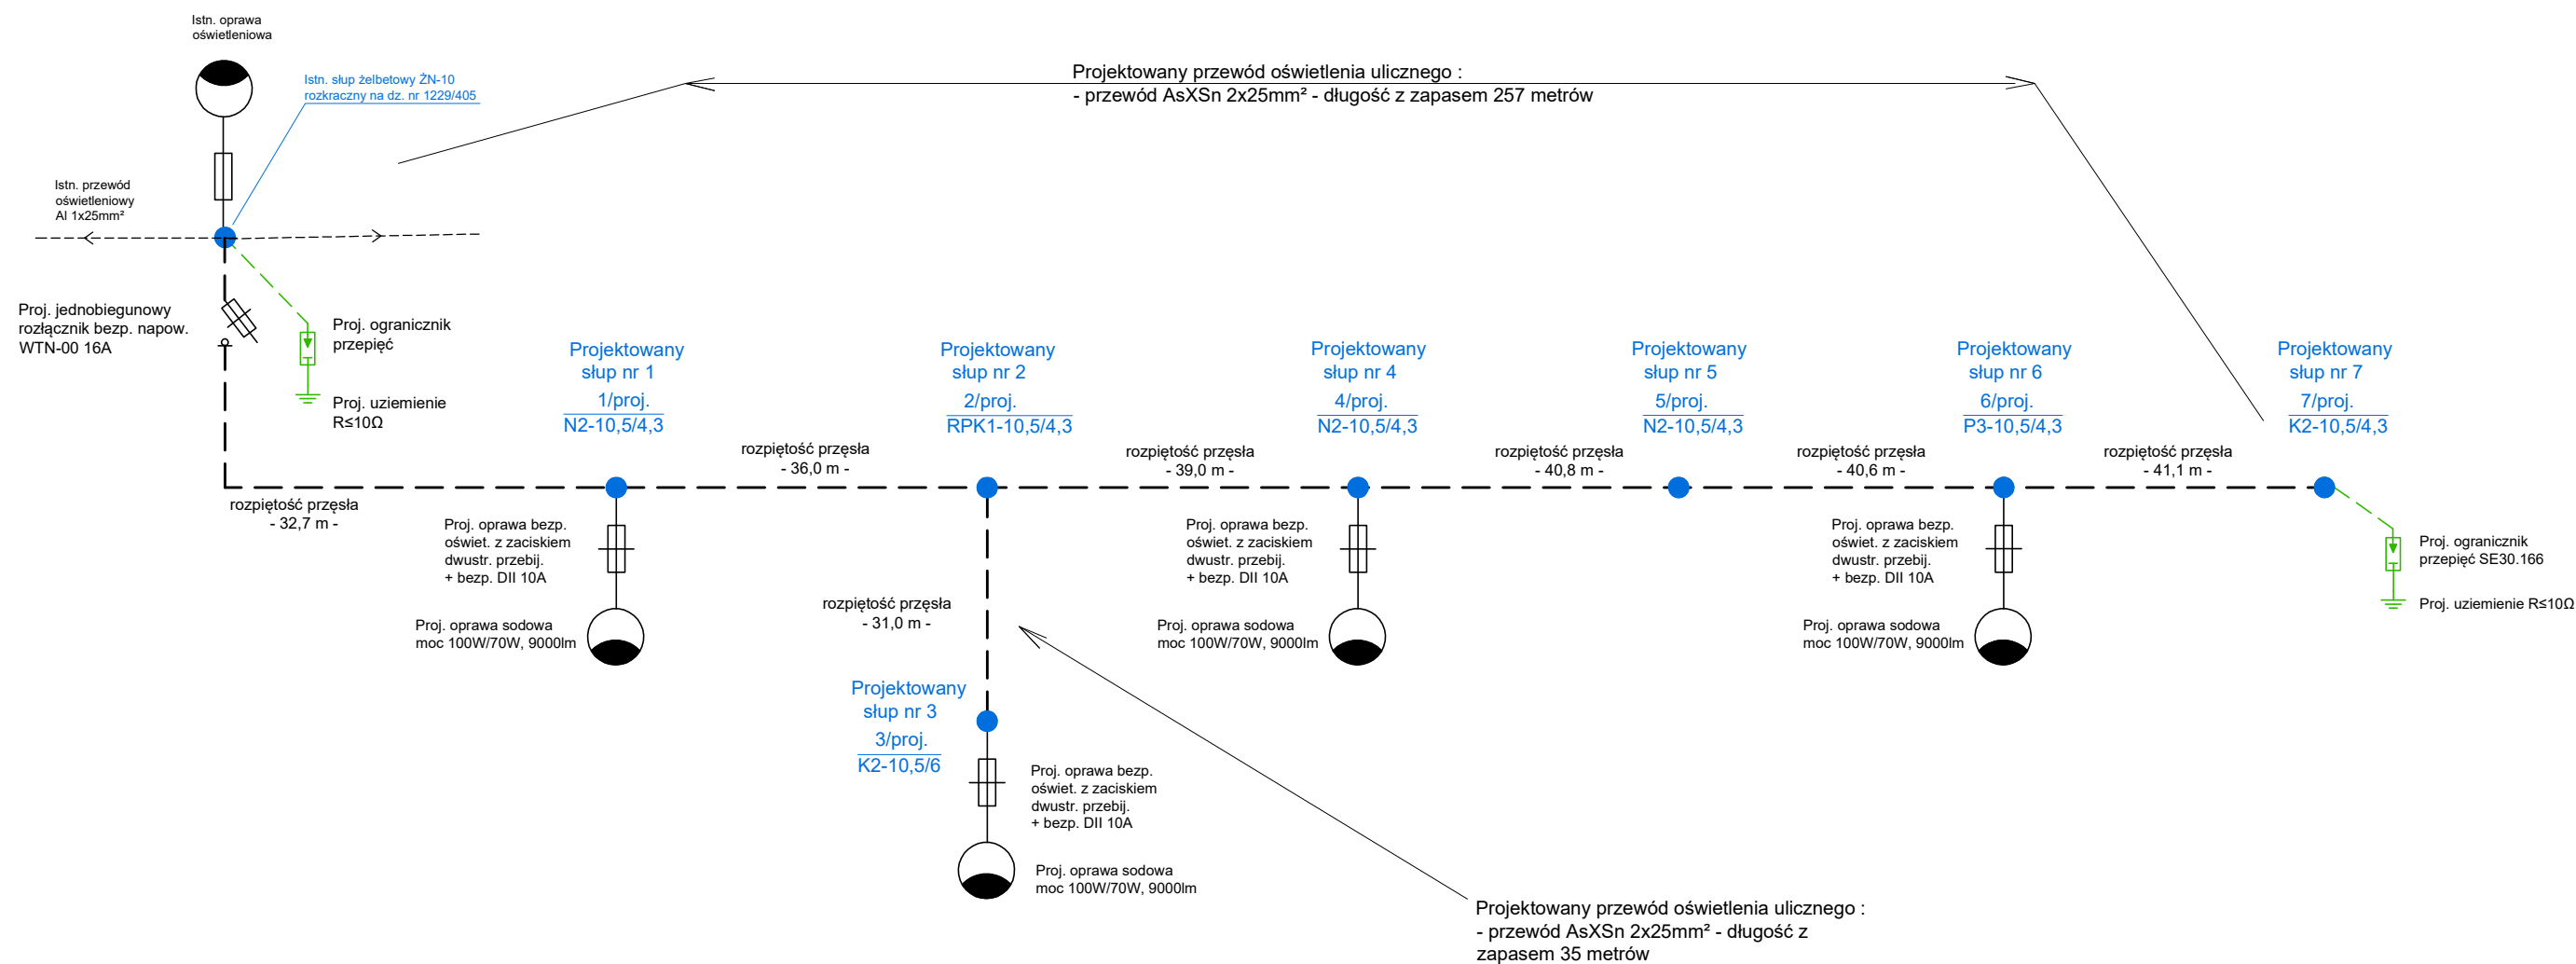 Istn. oprawa
oświetleniowa
Istn. słup żelbetowy ŻN-10
rozkraczny na dz. nr 1229/405
Projektowany przewód oświetlenia ulicznego :
- przewód AsXSn 2x25mm² - długość z zapasem 257 metrów
Istn. przewód
oświetleniowy
Al 1x25mm²
Proj. jednobiegunowy
rozłącznik bezp. napow.
WTN-00 16A
Proj. ogranicznik
przepięć
Proj. uziemienie
R≤10Ω
Projektowany
słup nr 1
1/proj.
N2-10,5/4,3
Projektowany
słup nr 2
2/proj.
RPK1-10,5/4,3
Projektowany
słup nr 4
4/proj.
N2-10,5/4,3
Projektowany
słup nr 5
5/proj.
N2-10,5/4,3
Projektowany
słup nr 6
6/proj.
P3-10,5/4,3
Projektowany
słup nr 7
7/proj.
K2-10,5/4,3
rozpiętość przęsła
- 32,7 m -
rozpiętość przęsła
- 36,0 m -
rozpiętość przęsła
- 39,0 m -
rozpiętość przęsła
- 40,8 m -
rozpiętość przęsła
- 40,6 m -
rozpiętość przęsła
- 41,1 m -
Proj. oprawa bezp.
oświet. z zaciskiem
dwustr. przebij.
+ bezp. DII 10A
Proj. oprawa sodowa
moc 100W/70W, 9000lm
rozpiętość przęsła
- 31,0 m -
Proj. oprawa bezp.
oświet. z zaciskiem
dwustr. przebij.
+ bezp. DII 10A
Proj. oprawa sodowa
moc 100W/70W, 9000lm
Proj. oprawa bezp.
oświet. z zaciskiem
dwustr. przebij.
+ bezp. DII 10A
Proj. oprawa sodowa
moc 100W/70W, 9000lm
Proj. ogranicznik
przepięć SE30.166
Proj. uziemienie R≤10Ω
Projektowany
słup nr 3
3/proj.
K2-10,5/6
Proj. oprawa bezp.
oświet. z zaciskiem
dwustr. przebij.
+ bezp. DII 10A
Proj. oprawa sodowa
moc 100W/70W, 9000lm
Projektowany przewód oświetlenia ulicznego :
- przewód AsXSn 2x25mm² - długość z
zapasem 35 metrów